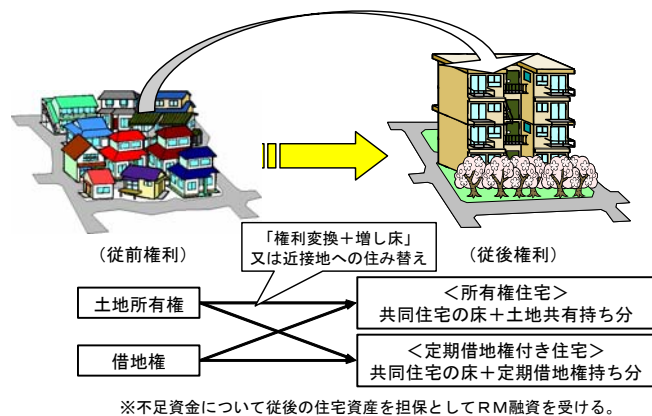 （従前権利）
「権利変換＋増し床」
又は近接地への住み替え
（従後権利）
土地所有権
＜所有権住宅＞
共同住宅の床＋土地共有持ち分
借地権
＜定期借地権付き住宅＞
共同住宅の床＋定期借地権持ち分
※不足資金について従後の住宅資産を担保としてＲＭ融資を受ける。